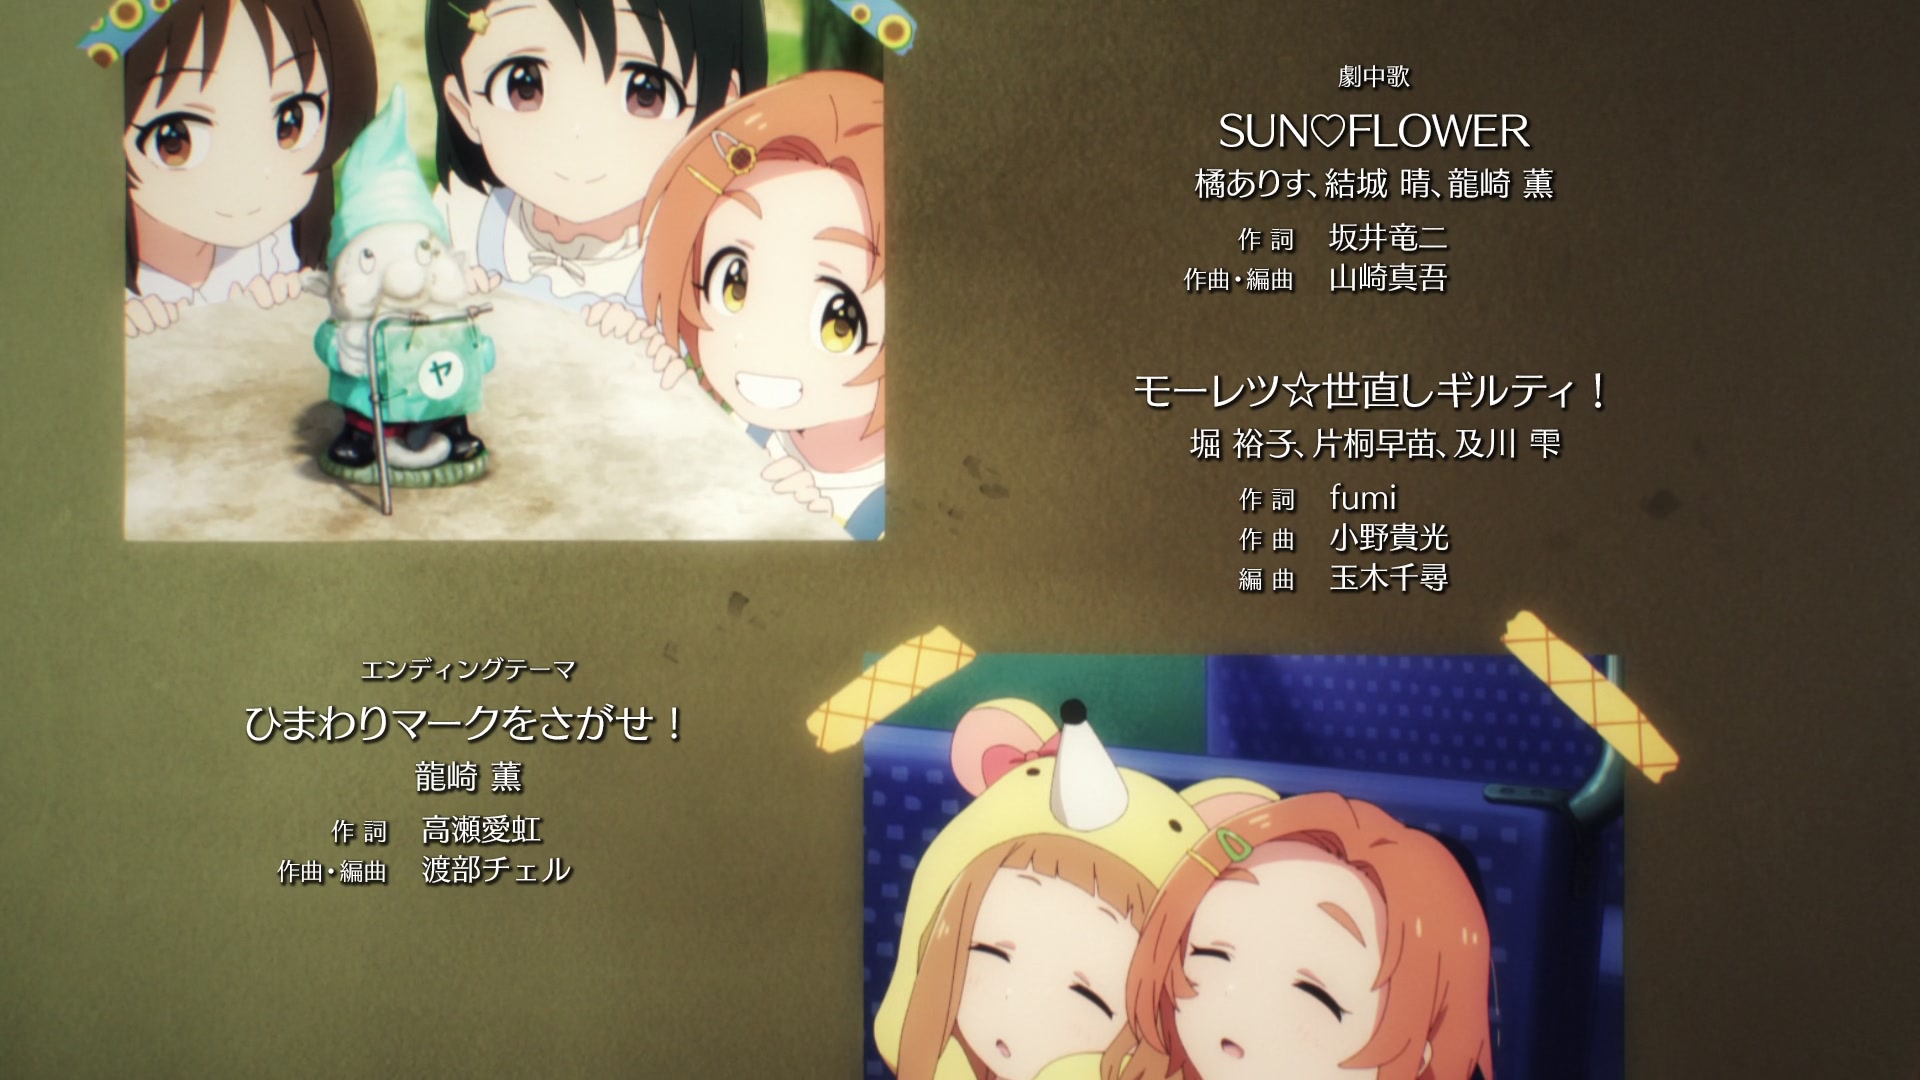 劇中歌
SUN♡FLOWER
橘ありす、結城 晴、龍崎 薫
作 詞 坂井竜二
作曲・編曲 山崎真吾
モーレツ☆世直しギルティ！
堀 裕子、片桐早苗、及川 雫
作 詞 fumi
作 曲 小野貴光
編 曲 玉木千尋
エンディングテーマ
ひまわりマークをさがせ！
龍崎 薫
作 詞 高瀬愛虹
作曲・編曲 渡部チェル
ヤ